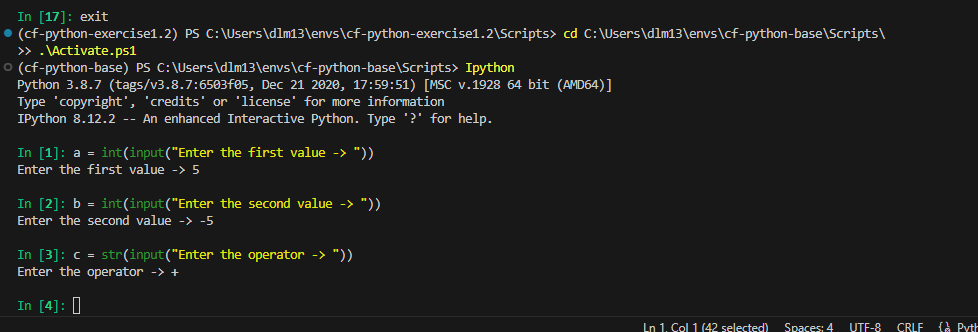 In [17]: exit
(cf-python-exercise1.2) PS C:\Users\dlm13\envs\cf-python-exercise1.2\Scripts> cd C:\Users\dlm13\envs\cf-python-base\Scripts\
>> .\Activate.ps1
(cf-python-base) PS C:\Users\dlm13\envs\cf-python-base\Scripts> Ipython
Python 3.8.7 (tags/v3.8.7:6503f05, Dec 21 2020, 17:59:51) [MSC v.1928 64 bit (AMD64)]
Type 'copyright', 'credits' or 'license' for more information
IPython 8.12.2 -- An enhanced Interactive Python. Type '?' for help.
In [1]: a = int(input("Enter the first value -> "))
Enter the first value -> 5
In [2]: b = int(input("Enter the second value -> "))
Enter the second value -> -5
In [3]: c = str(input("Enter the operator -> "))
Enter the operator -> +
In [4]:
Ln 1, Col 1 (42 selected) Spaces: 4 UTF-8 CRLF Pyth